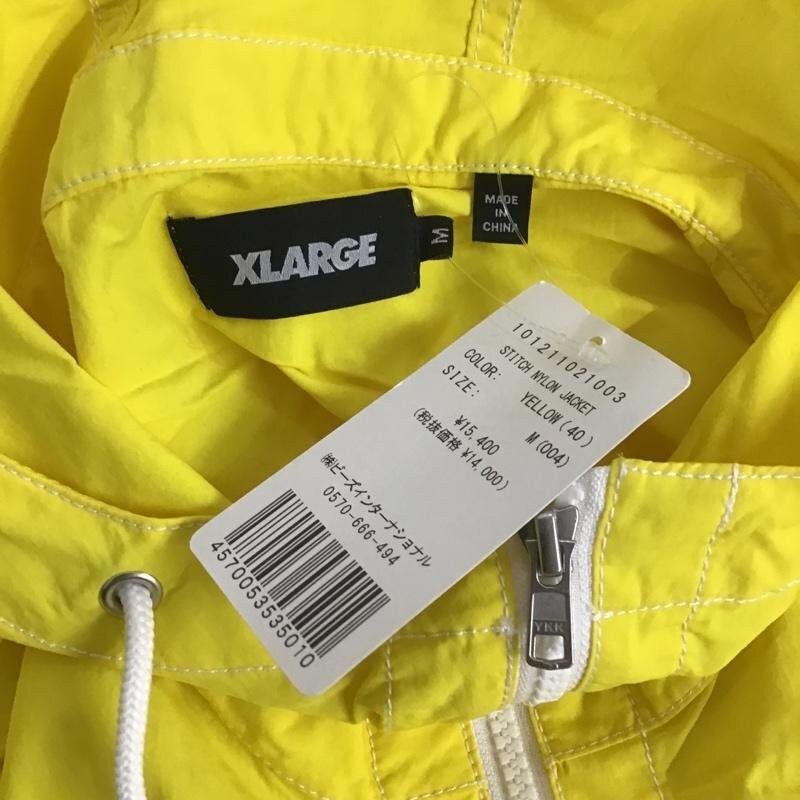 XLARGE
M
MADE
IN
CHINA
101211021003
STITCH NYLON JACKET
COLOR: YELLOW(40)
SIZE: M(004)
¥15,400
(税抜価格 ¥14,000)
㈱ビーズインターナショナル
0570-666-494
4570053535010
YKK